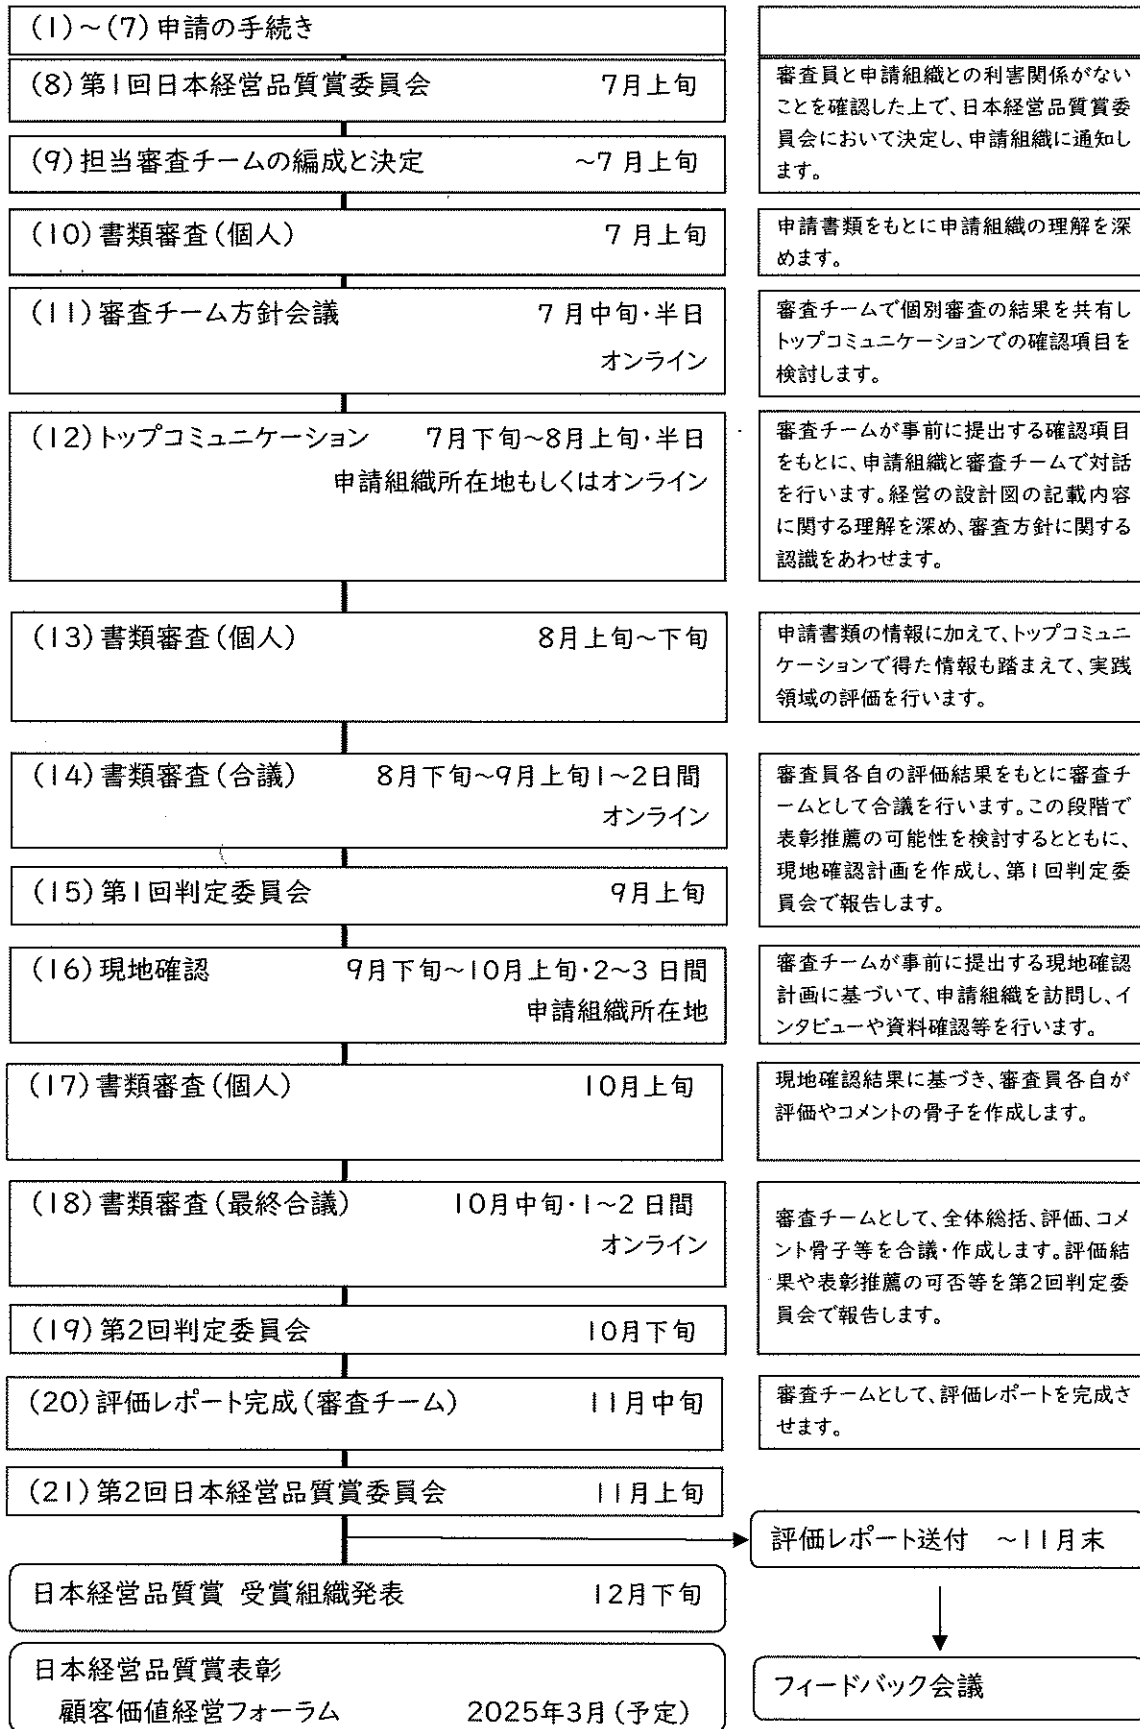 (1)～(7)申請の手続き
(8)第1回日本経営品質賞委員会 7月上旬
審査員と申請組織との利害関係がない
ことを確認した上で、日本経営品質賞委
員会において決定し、申請組織に通知し
ます。
(9)担当審査チームの編成と決定 ～7月上旬
(10)書類審査(個人) 7月上旬
申請書類をもとに申請組織の理解を深
めます。
(11)審査チーム方針会議 7月中旬・半日
オンライン
審査チームで個別審査の結果を共有し
トップコミュニケーションでの確認項目を
検討します。
(12)トップコミュニケーション 7月下旬～8月上旬・半日
申請組織所在地もしくはオンライン
審査チームが事前に提出する確認項目
をもとに、申請組織と審査チームで対話
を行います。経営の設計図の記載内容
に関する理解を深め、審査方針に関する
認識をあわせます。
(13)書類審査(個人) 8月上旬～下旬
申請書類の情報に加えて、トップコミュニ
ケーションで得た情報も踏まえて、実践
領域の評価を行います。
(14)書類審査(合議) 8月下旬～9月上旬1～2日間
オンライン
審査員各自の評価結果をもとに審査チ
ームとして合議を行います。この段階で
表彰推薦の可能性を検討するとともに、
現地確認計画を作成し、第1回判定委
員会で報告します。
(15)第1回判定委員会 9月上旬
(16)現地確認 9月下旬～10月上旬・2～3日間
申請組織所在地
審査チームが事前に提出する現地確認
計画に基づいて、申請組織を訪問し、イ
ンタビューや資料確認等を行います。
(17)書類審査(個人) 10月上旬
現地確認結果に基づき、審査員各自が
評価やコメントの骨子を作成します。
(18)書類審査(最終合議) 10月中旬・1～2日間
オンライン
審査チームとして、全体総括、評価、コメ
ント骨子等を合議・作成します。評価結
果や表彰推薦の可否等を第2回判定委
員会で報告します。
(19)第2回判定委員会 10月下旬
(20)評価レポート完成(審査チーム) 11月中旬
審査チームとして、評価レポートを完成さ
せます。
(21)第2回日本経営品質賞委員会 11月上旬
評価レポート送付 ～11月末
日本経営品質賞 受賞組織発表 12月下旬
日本経営品質賞表彰
顧客価値経営フォーラム 2025年3月(予定)
フィードバック会議